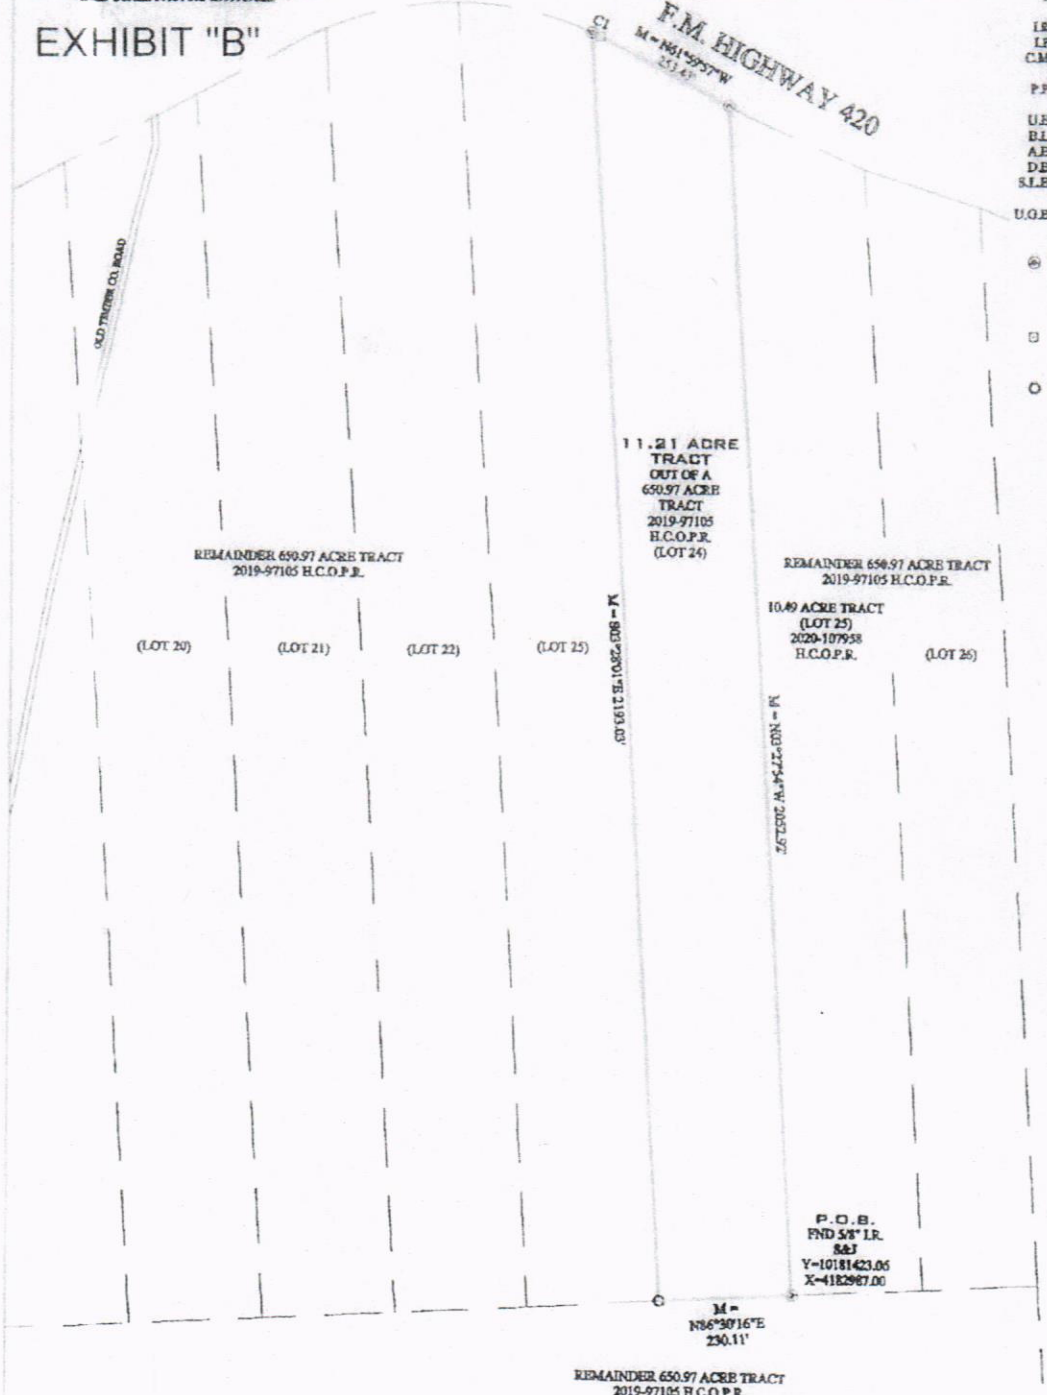 EXHIBIT "B"
C1
F.M. HIGHWAY 420
M = N61°59'57"W
253.43'
C.M
P.P
U.E
B.L
A.E
D.E
S.L.E
U.G.E
OLD TIMBER CO. ROAD
11.21 ACRE
TRACT
OUT OF A
650.97 ACRE
TRACT
2019-97105
H.C.O.P.R.
(LOT 24)
REMAINDER 650.97 ACRE TRACT
2019-97105 H.C.O.P.R.
REMAINDER 650.97 ACRE TRACT
2019-97105 H.C.O.P.R.
10.49 ACRE TRACT
(LOT 25)
2020-107958
H.C.O.P.R.
(LOT 20)
(LOT 21)
(LOT 22)
(LOT 25)
(LOT 26)
M = S03°28'01"E 2193.03'
M = N03°27'54"W 2052.92'
P.O.B.
FND 5/8" I.R.
S&J
Y=10181423.06
X=4182987.00
M =
N86°30'16"E
230.11'
REMAINDER 650.97 ACRE TRACT
2019-97105 H.C.O.P.R.